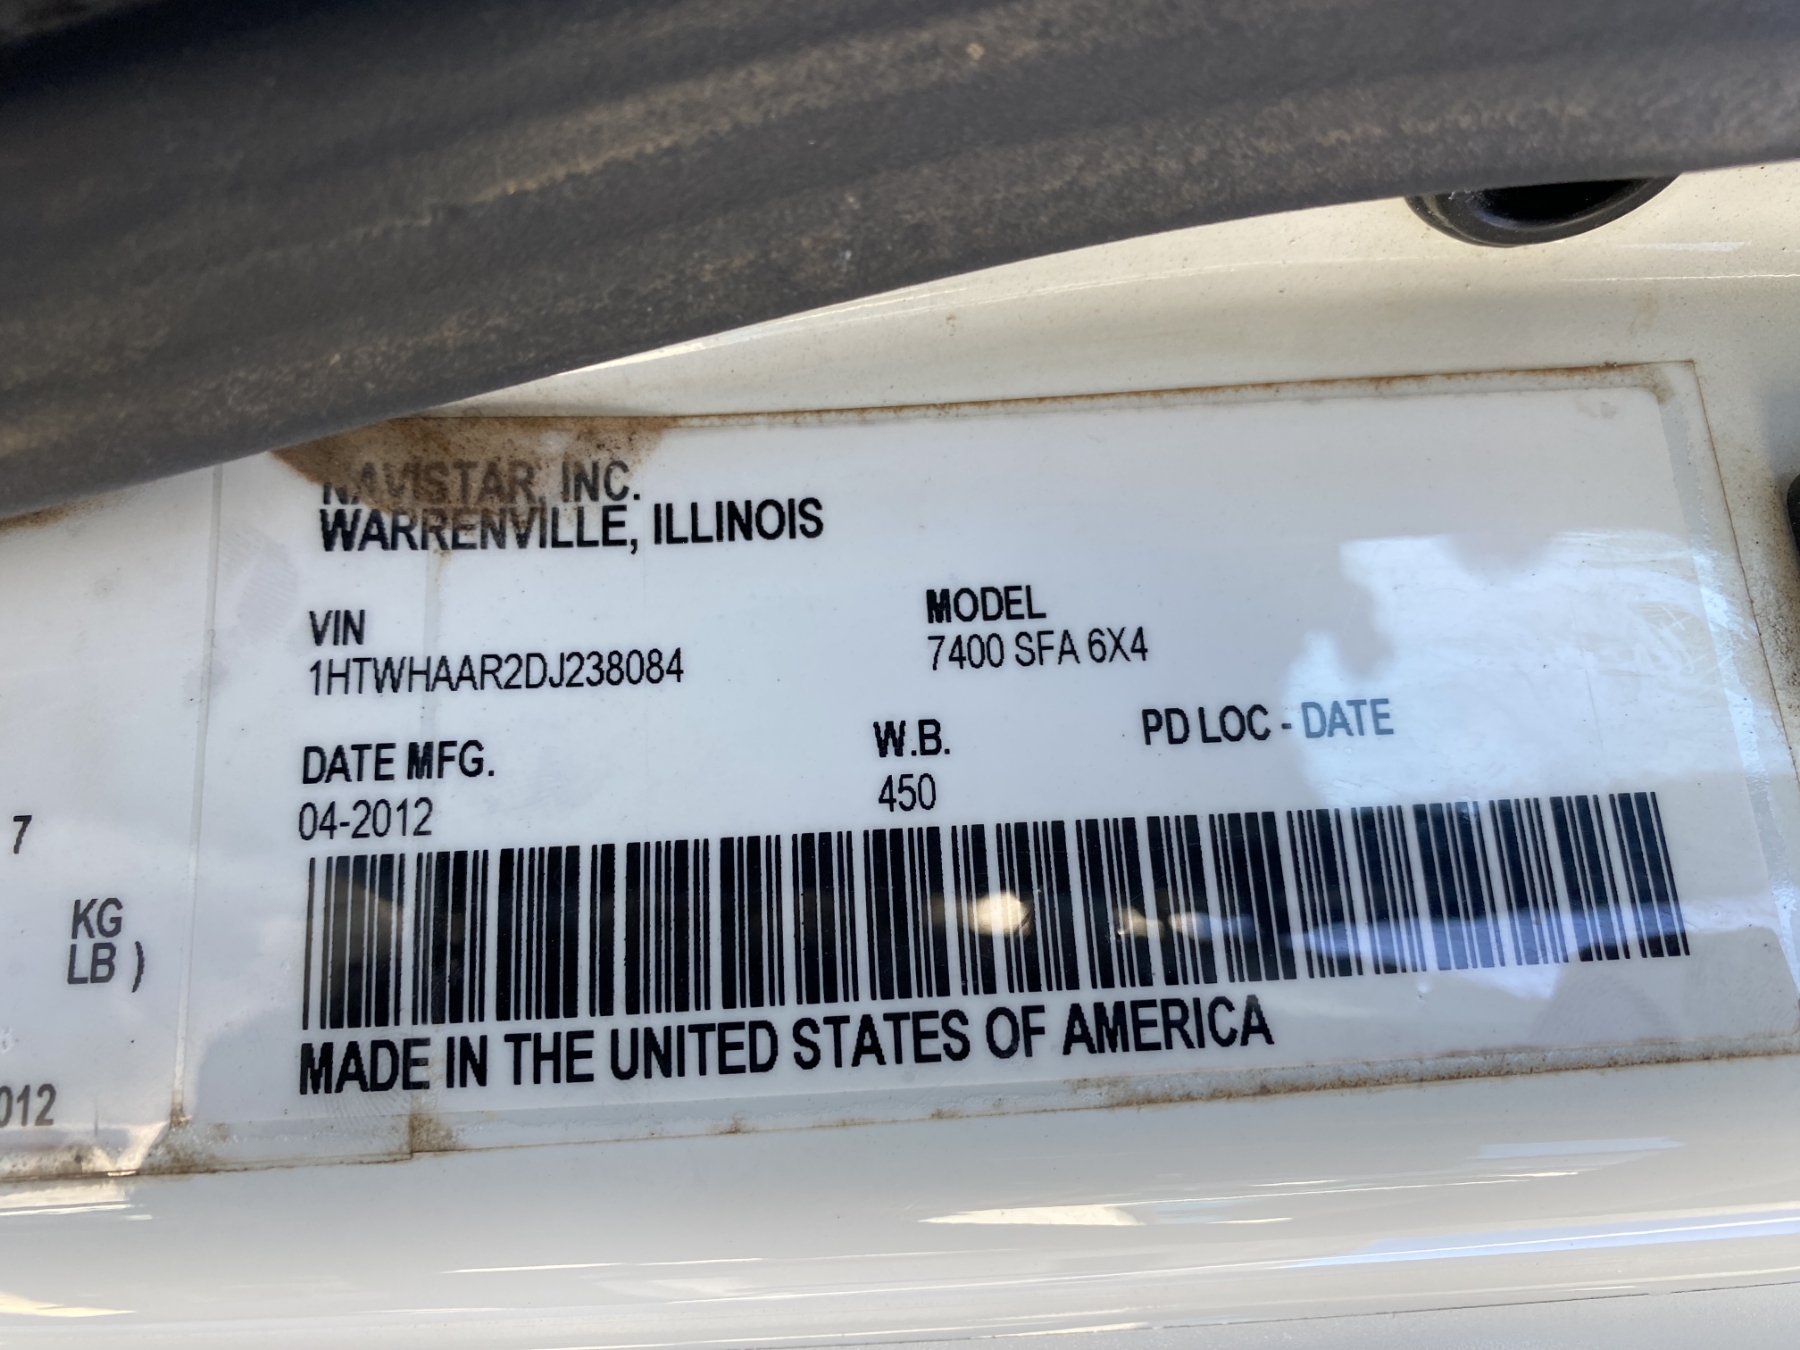 NAVISTAR, INC.
WARRENVILLE, ILLINOIS
VIN
1HTWHAAR2DJ238084
MODEL
7400 SFA 6X4
DATE MFG.
04-2012
W.B.
450
PD LOC - DATE
MADE IN THE UNITED STATES OF AMERICA
7
KG
LB )
012